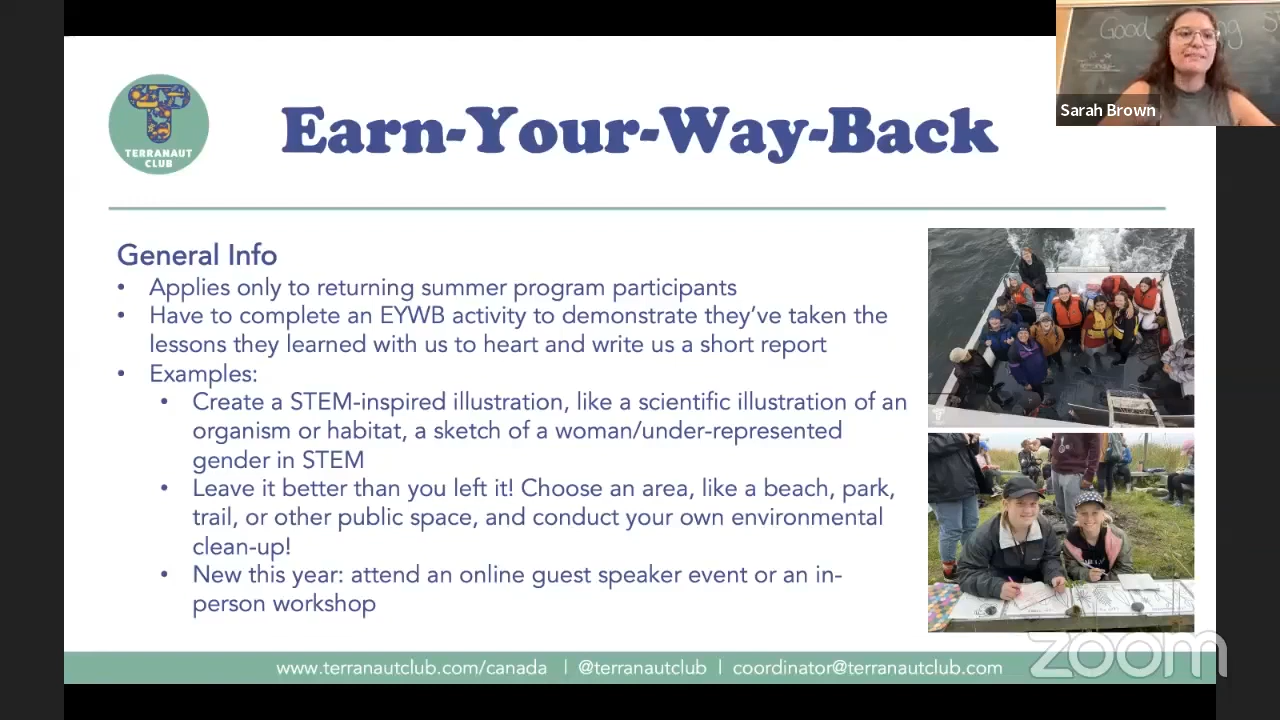 Good
Sarah Brown
TERRANAUT
CLUB
Earn-Your-Way-Back
General Info
• Applies only to returning summer program participants
• Have to complete an EYWB activity to demonstrate they’ve taken the
lessons they learned with us to heart and write us a short report
• Examples:
• Create a STEM-inspired illustration, like a scientific illustration of an
organism or habitat, a sketch of a woman/under-represented
gender in STEM
• Leave it better than you left it! Choose an area, like a beach, park,
trail, or other public space, and conduct your own environmental
clean-up!
• New this year: attend an online guest speaker event or an in-
person workshop
www.terranautclub.com/canada | @terranautclub | coordinator@terranautclub.com
zoom